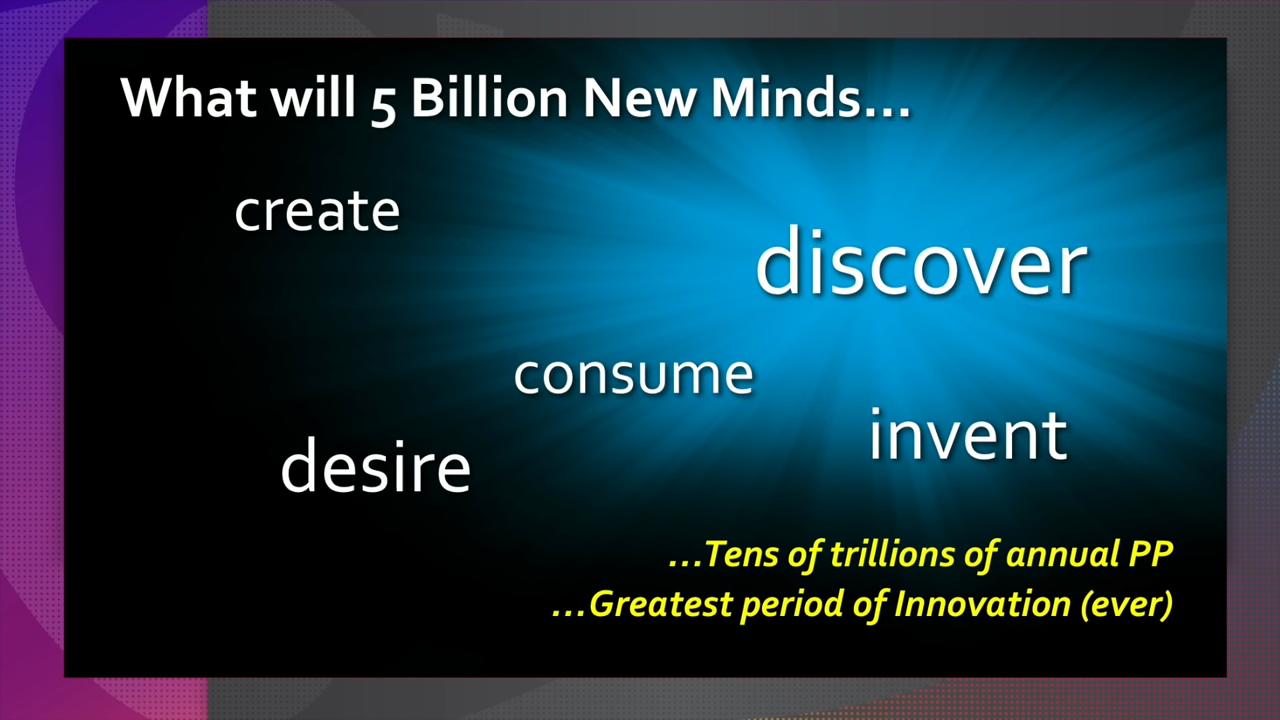 What will 5 Billion New Minds...
create
discover
consume
invent
desire
...Tens of trillions of annual PP
...Greatest period of Innovation (ever)